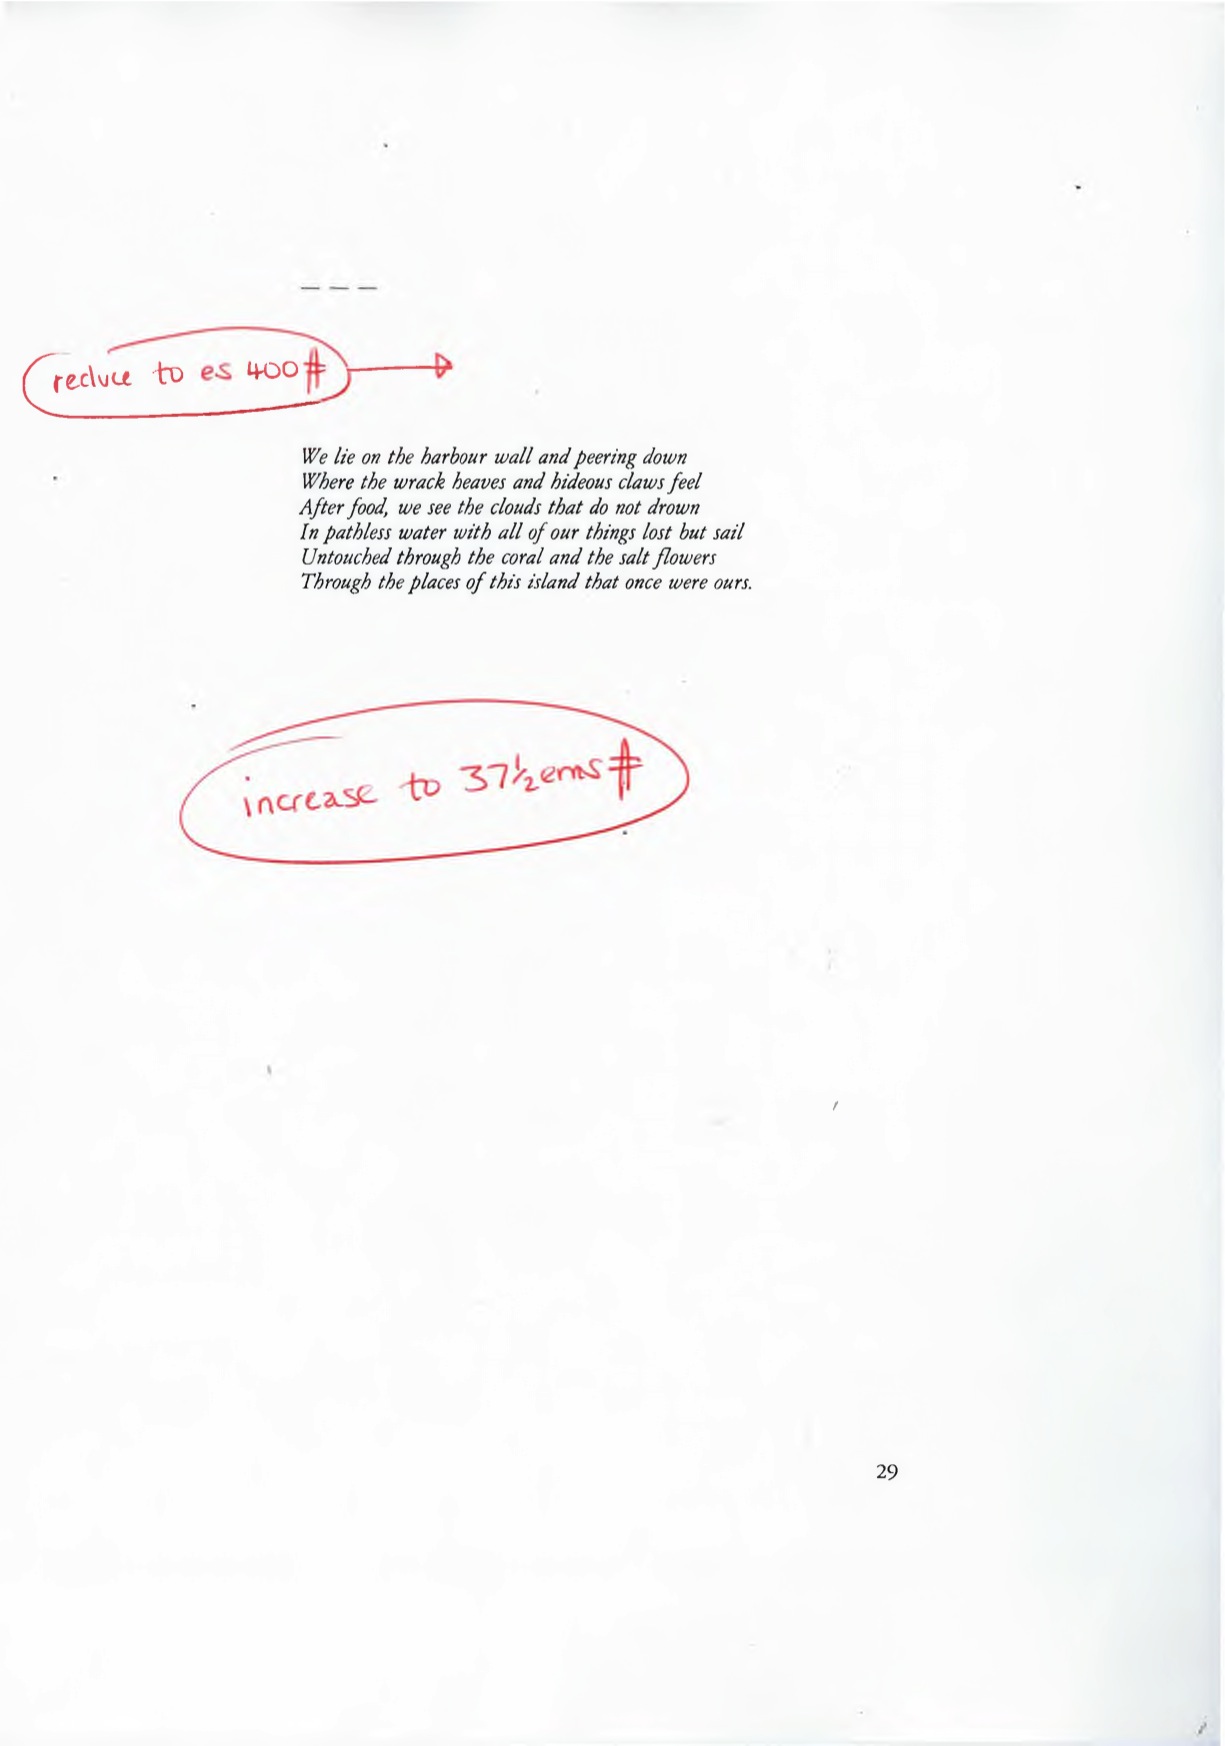 — — —
reduce to es 400 #
We lie on the harbour wall and peering down
Where the wrack heaves and hideous claws feel
After food, we see the clouds that do not drown
In pathless water with all of our things lost but sail
Untouched through the coral and the salt flowers
Through the places of this island that once were ours.
increase to 37½ ems #
29